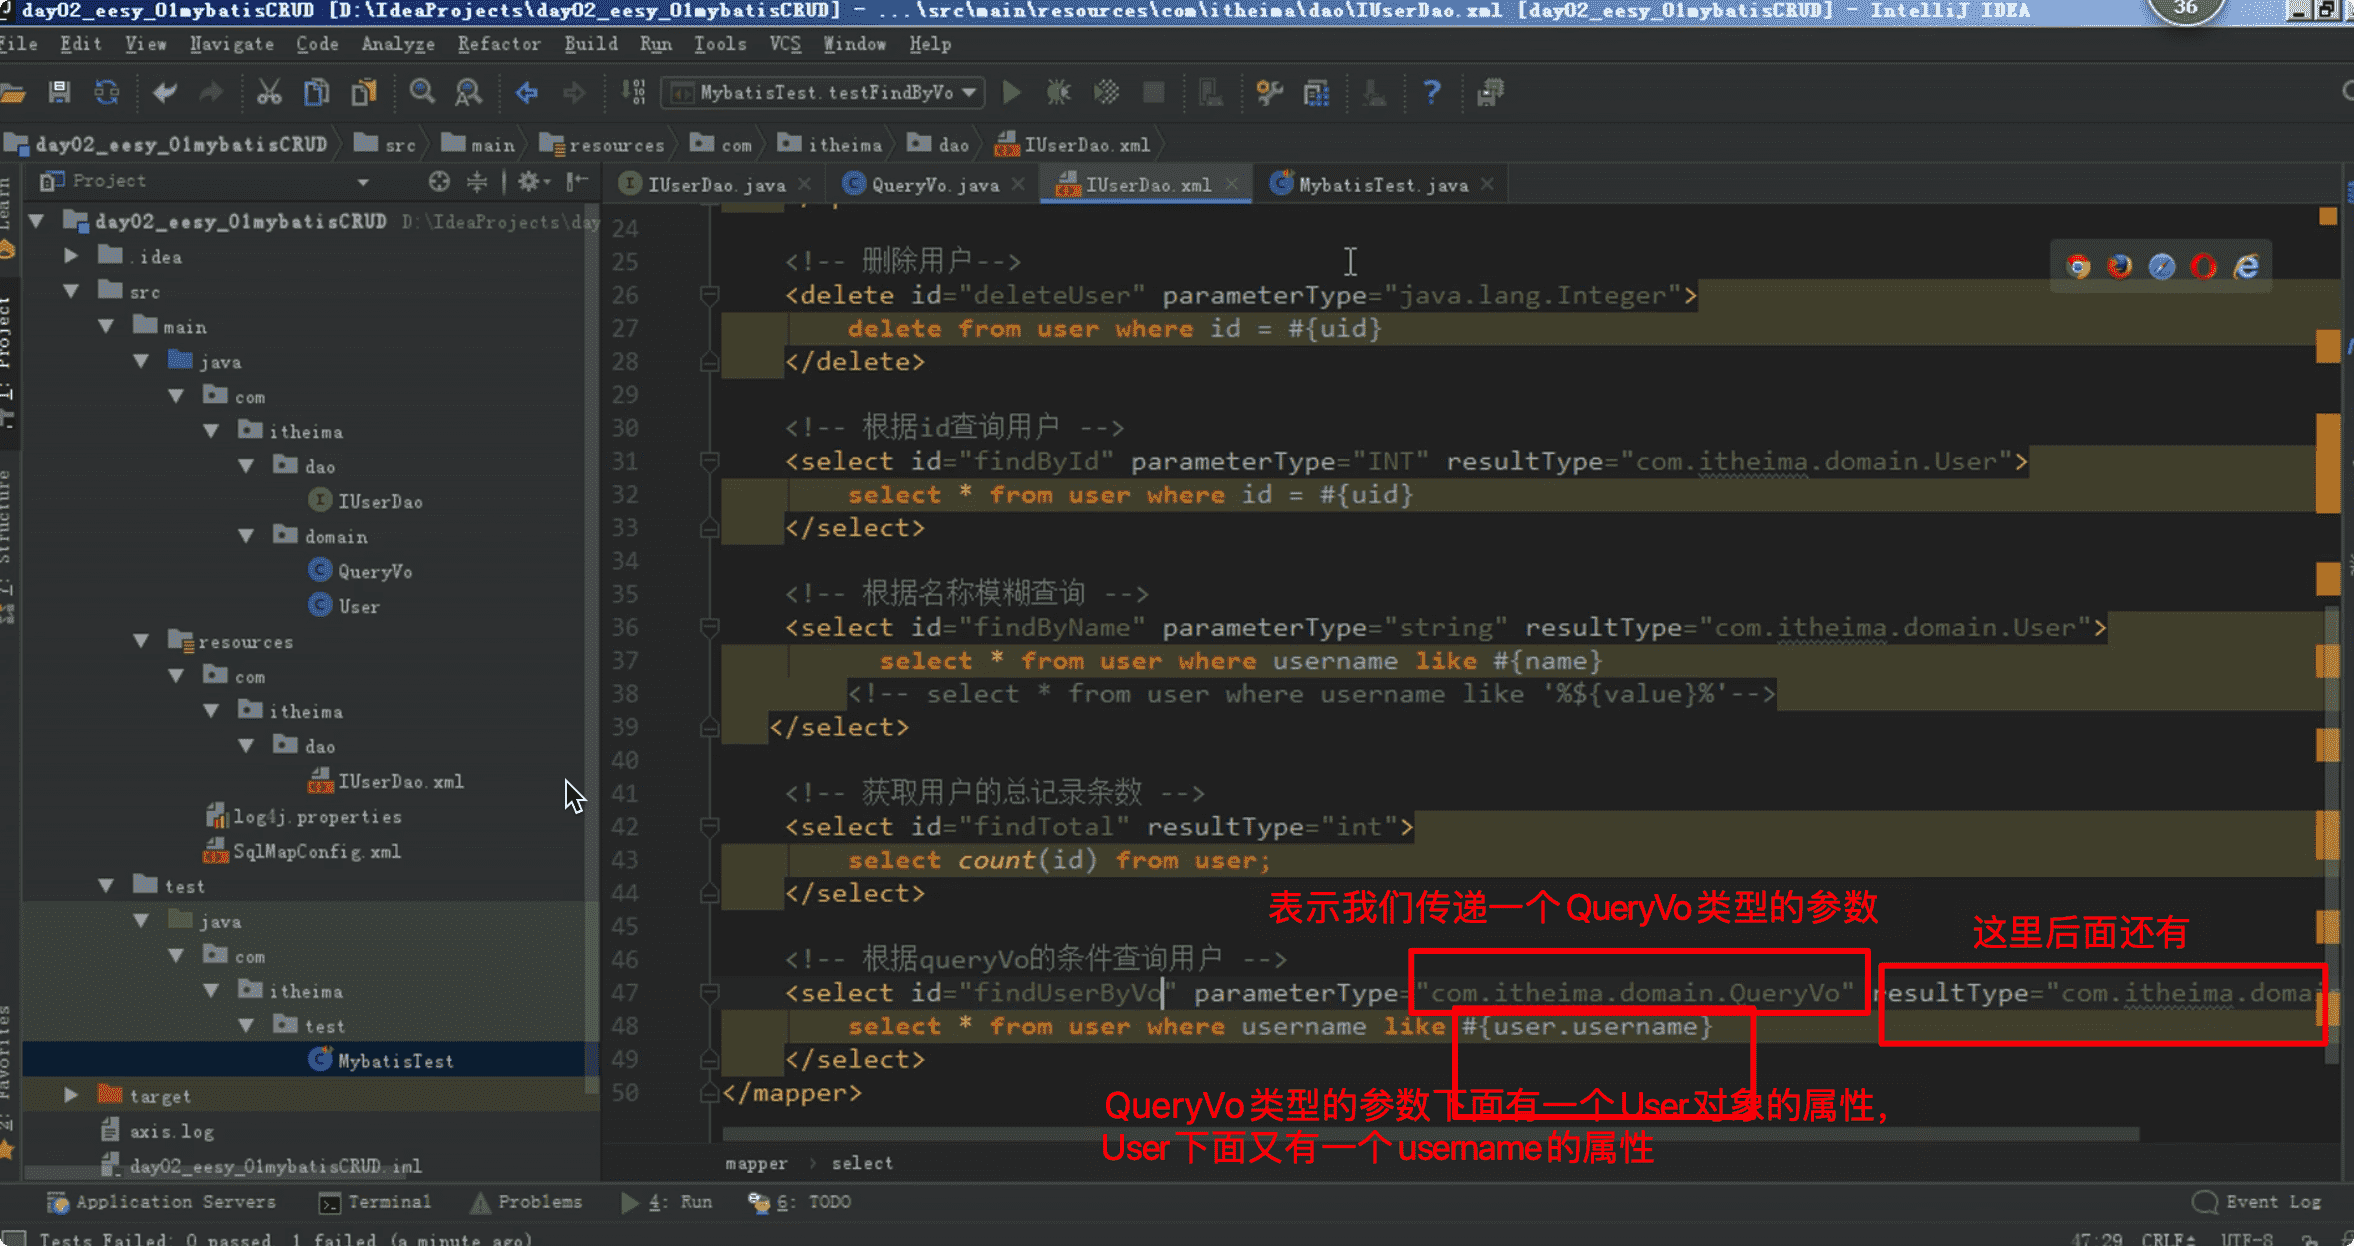 day02_eesy_01mybatisCRUD [D:\IdeaProjects\day02_eesy_01mybatisCRUD] - ...\src\main\resources\com\itheima\dao\IUserDao.xml [day02_eesy_01mybatisCRUD] - IntelliJ IDEA
36
File Edit View Navigate Code Analyze Refactor Build Run Tools VCS Window Help
MybatisTest.testFindByVo
day02_eesy_01mybatisCRUD src main resources com itheima dao IUserDao.xml
Project
IUserDao.java QueryVo.java IUserDao.xml MybatisTest.java
Learn
1: Project
7: Structure
2: Favorites
day02_eesy_01mybatisCRUD D:\IdeaProjects\day
.idea
src
main
java
com
itheima
dao
IUserDao
domain
QueryVo
User
resources
com
itheima
dao
IUserDao.xml
log4j.properties
SqlMapConfig.xml
test
java
com
itheima
test
MybatisTest
target
axis.log
day02_eesy_01mybatisCRUD.iml
24
25 <!-- 删除用户-->
26 <delete id="deleteUser" parameterType="java.lang.Integer">
27 delete from user where id = #{uid}
28 </delete>
29
30 <!-- 根据id查询用户 -->
31 <select id="findById" parameterType="INT" resultType="com.itheima.domain.User">
32 select * from user where id = #{uid}
33 </select>
34
35 <!-- 根据名称模糊查询 -->
36 <select id="findByName" parameterType="string" resultType="com.itheima.domain.User">
37 select * from user where username like #{name}
38 <!-- select * from user where username like '%${value}%'-->
39 </select>
40
41 <!-- 获取用户的总记录条数 -->
42 <select id="findTotal" resultType="int">
43 select count(id) from user;
44 </select>
表示我们传递一个QueryVo类型的参数
45
这里后面还有
46 <!-- 根据queryVo的条件查询用户 -->
47 <select id="findUserByVo" parameterType="com.itheima.domain.QueryVo" resultType="com.itheima.domai
48 select * from user where username like #{user.username}
49 </select>
50 </mapper>
QueryVo类型的参数下面有一个User对象的属性，
User下面又有一个username的属性
mapper select
Application Servers Terminal Problems 4: Run 6: TODO Event Log
Tests Failed: 0 passed, 1 failed (a minute ago) 47:29 CRLF UTF-8